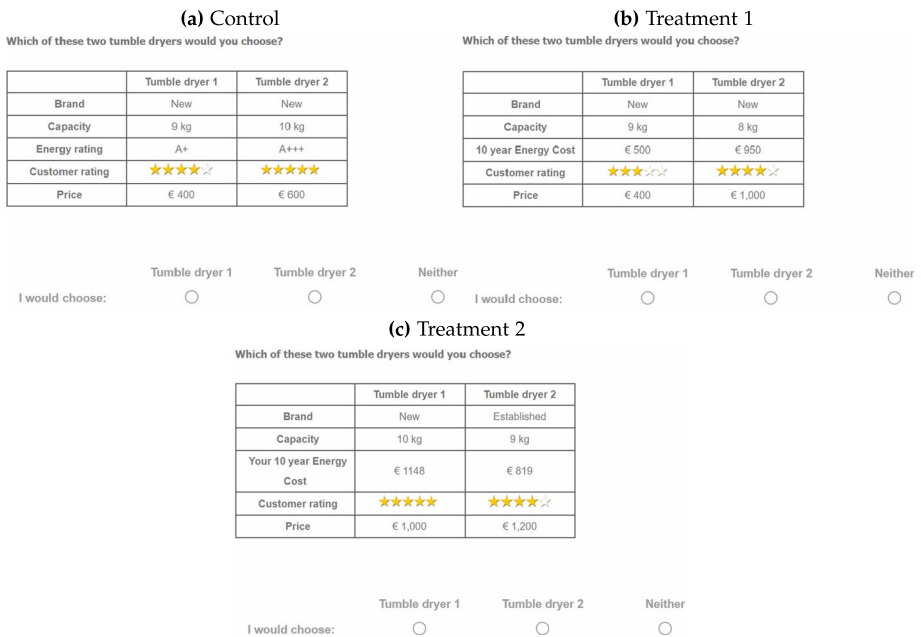 (a) Control
Which of these two tumble dryers would you choose?
Tumble dryer 1 Tumble dryer 2
Brand New New
Capacity 9 kg 10 kg
Energy rating A+ A+++
Customer rating
Price € 400 € 600
Tumble dryer 1 Tumble dryer 2 Neither
I would choose:
(b) Treatment 1
Which of these two tumble dryers would you choose?
Tumble dryer 1 Tumble dryer 2
Brand New New
Capacity 9 kg 8 kg
10 year Energy Cost € 500 € 950
Customer rating
Price € 400 € 1,000
Tumble dryer 1 Tumble dryer 2 Neither
I would choose:
(c) Treatment 2
Which of these two tumble dryers would you choose?
Tumble dryer 1 Tumble dryer 2
Brand New Established
Capacity 10 kg 9 kg
Your 10 year Energy
Cost € 1148 € 819
Customer rating
Price € 1,000 € 1,200
Tumble dryer 1 Tumble dryer 2 Neither
I would choose: